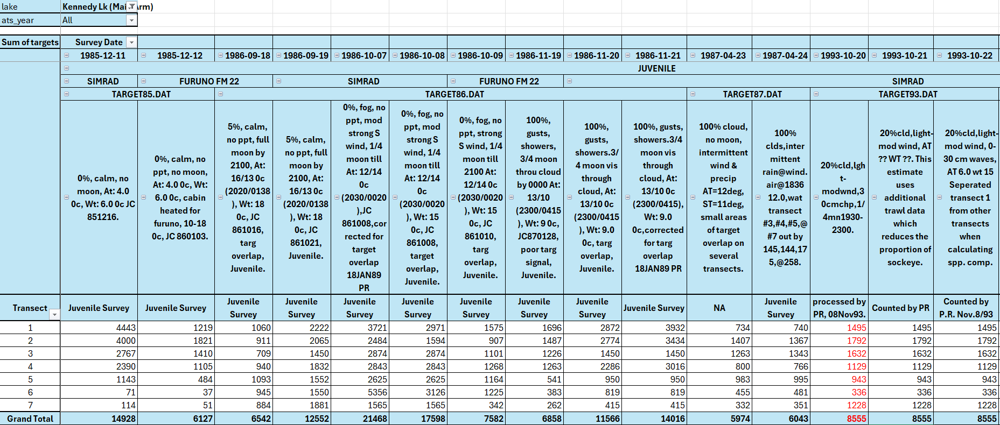 lake Kennedy Lk (Mai Arm)
ats_year All
Sum of targets Survey Date
1985-12-11 1985-12-12 1986-09-18 1986-09-19 1986-10-07 1986-10-08 1986-10-09 1986-11-19 1986-11-20 1986-11-21 1987-04-23 1987-04-24 1993-10-20 1993-10-21 1993-10-22
JUVENILE
SIMRAD FURUNO FM 22 SIMRAD FURUNO FM 22 SIMRAD
TARGET85.DAT TARGET86.DAT TARGET87.DAT TARGET93.DAT
0%, calm, no
moon, At: 4.0
0c, Wt: 6.0 0c JC
851216.
0%, calm, no
ppt, no moon,
At: 4.0 0c, Wt:
6.0 0c, cabin
heated for
furuno, 10-18
0c, JC 860103.
5%, calm,
no ppt, full
moon by
2100, At:
16/13 0c
(2020/0138
), Wt: 18
0c, JC
861016,
targ
overlap,
Juvenile.
5%, calm,
no ppt, full
moon by
2100, At:
16/13 0c
(2020/0138
), Wt: 18
0c, JC
861021,
Juvenile.
0%, fog, no
ppt, mod
strong S
wind, 1/4
moon till
At: 12/14
0c
(2030/0020
),JC
861008,cor
rected for
target
overlap
18JAN89
PR
0%, fog, no
ppt, mod
strong S
wind, 1/4
moon till
At: 12/14
0c
(2030/0020
), Wt: 15
0c, JC
861008,
target
overlap,
Juvenile.
0%, fog, no
ppt, strong
S wind, 1/4
moon till
2100 At:
12/14 0c
(2030/0020
), Wt: 15
0c, JC
861010,
targ
overlap,
Juvenile.
100%,
gusts,
showers,
3/4 moon
throu cloud
by 0000 At:
13/10
(2300/0415
), Wt: 9 0c,
JC870128,
poor targ
signal,
Juvenile.
100%,
gusts,
showers.3/
4 moon vis
through
cloud, At:
13/10 0c
(2300/0415
), Wt: 9.0
0c, targ
overlap,
Juvenile.
100%, gusts,
showers.3/4
moon vis
through
cloud, At:
13/10 0c
(2300/0415),
Wt: 9.0
0c,corrected
for targ
overlap
18JAN89 PR
100% cloud,
no moon,
intermittent
wind &
precip
AT=12deg,
ST=11deg,
small areas
of target
overlap on
several
transects.
100%
clds,inter
mittent
rain@wind.
air@1836
12.0,wat
transect
#3,#4,#5,@
#7 out by
145,144,17
5,@258.
20%cld,lgh
t-
modwnd,3
0cmchp,1/
4mn1930-
2300.
20%cld,light-
mod wind, AT
?? WT ??. This
estimate
uses
additional
trawl data
which
reduces the
proportion of
sockeye.
20%cld,light-
mod wind, 0-
30 cm waves,
AT 6.0 wt 15
Seperated
transect 1
from other
transects
when
calculating
spp. comp.
Transect Juvenile Survey Juvenile Survey Juvenile Survey Juvenile Survey Juvenile Survey Juvenile Survey Juvenile Survey Juvenile Survey Juvenile Survey Juvenile Survey NA Juvenile Survey processed by PR, 08Nov93. Counted by PR Counted by P.R. Nov.8/93
1 4443 1219 1060 2222 3721 2971 1575 1696 2872 3932 734 740 1495 1495 1495
2 4000 1821 911 2065 2484 1594 907 1487 2774 3434 1407 1367 1792 1792 1792
3 2767 1410 709 1450 2874 2874 1101 1226 1450 1450 1263 1343 1632 1632 1632
4 2390 1105 940 1832 2843 2843 1268 1263 2286 3016 800 766 1129 1129 1129
5 1143 484 1093 1552 2625 2625 1164 541 950 950 983 995 943 943 943
6 71 37 945 1550 5356 3126 1225 383 819 819 455 481 336 336 336
7 114 51 884 1881 1565 1565 342 262 415 415 332 351 1228 1228 1228
Grand Total 14928 6127 6542 12552 21468 17598 7582 6858 11566 14016 5974 6043 8555 8555 8555